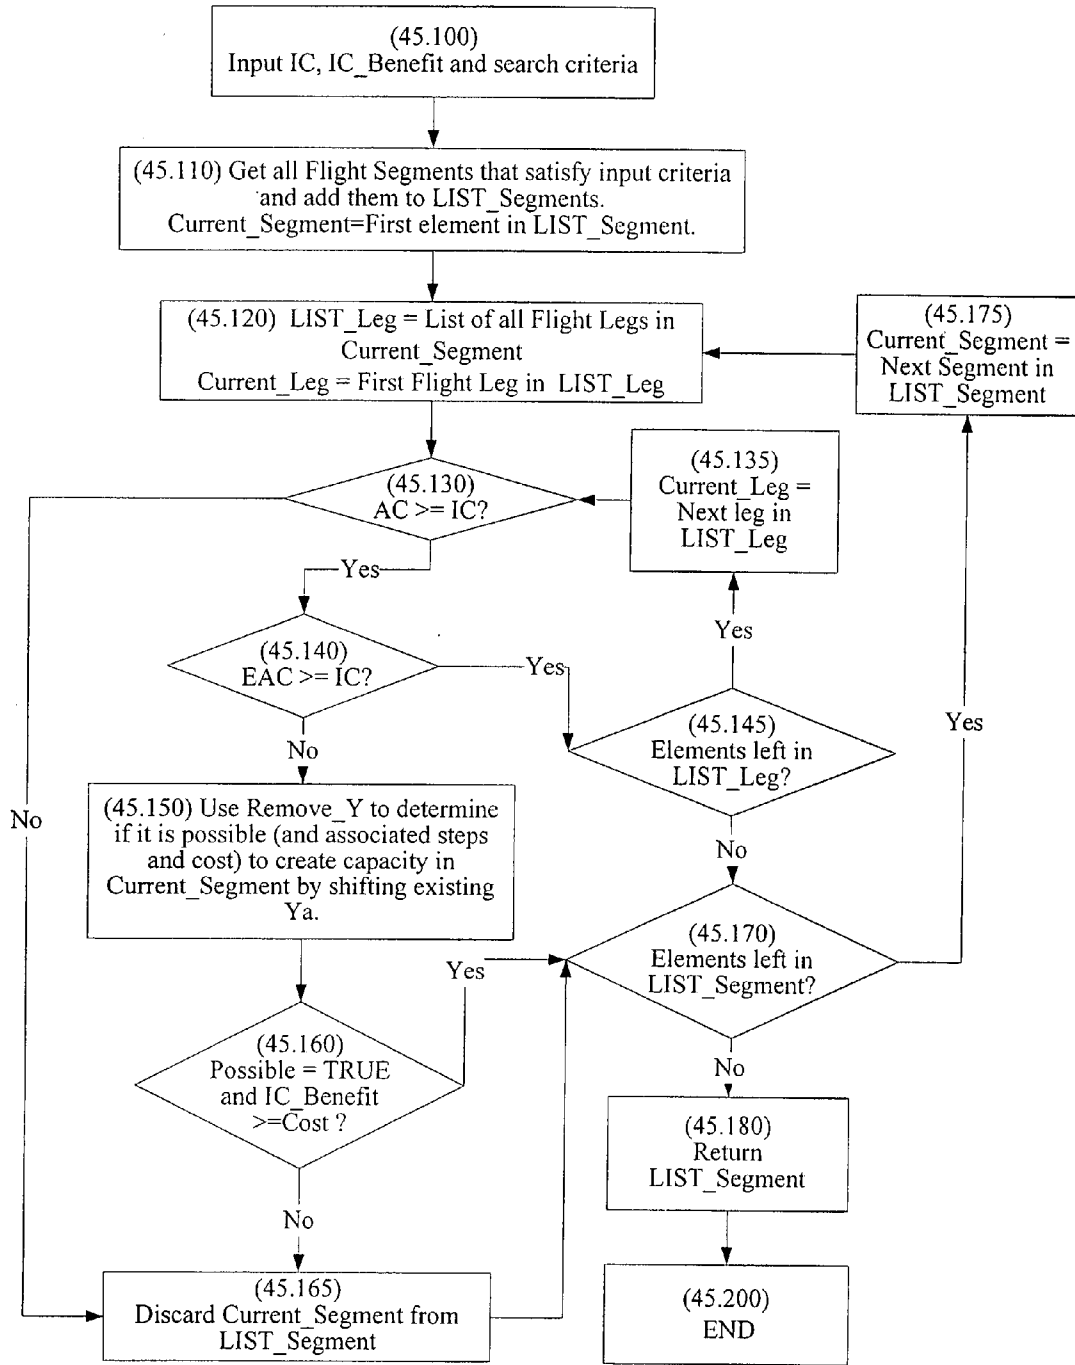 (45.100)
Input IC, IC_Benefit and search criteria
(45.110) Get all Flight Segments that satisfy input criteria
and add them to LIST_Segments.
Current_Segment=First element in LIST_Segment.
(45.120) LIST_Leg = List of all Flight Legs in
Current_Segment
Current_Leg = First Flight Leg in LIST_Leg
(45.175)
Current_Segment =
Next Segment in
LIST_Segment
(45.130)
AC >= IC?
(45.135)
Current_Leg =
Next leg in
LIST_Leg
Yes
(45.140)
EAC >= IC?
Yes
Yes
(45.145)
Elements left in
LIST_Leg?
Yes
No
No
No
(45.150) Use Remove_Y to determine
if it is possible (and associated steps
and cost) to create capacity in
Current_Segment by shifting existing
Ya.
(45.170)
Elements left in
LIST_Segment?
Yes
(45.160)
Possible = TRUE
and IC_Benefit
>=Cost ?
No
(45.180)
Return
LIST_Segment
No
(45.165)
Discard Current_Segment from
LIST_Segment
(45.200)
END